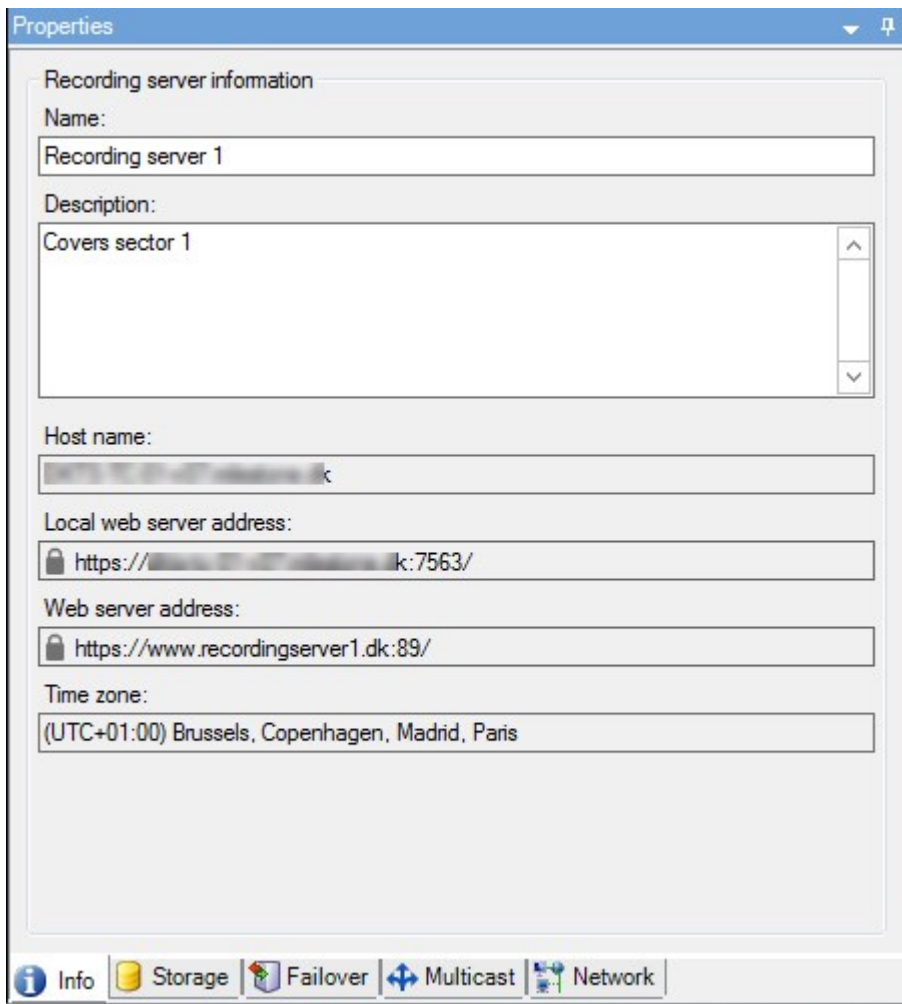 Properties
Recording server information
Name:
Recording server 1
Description:
Covers sector 1
Host name:
Local web server address:
https://
k:7563/
Web server address:
https://www.recordingserver1.dk:89/
Time zone:
(UTC+01:00) Brussels, Copenhagen, Madrid, Paris
Info Storage Failover Multicast Network